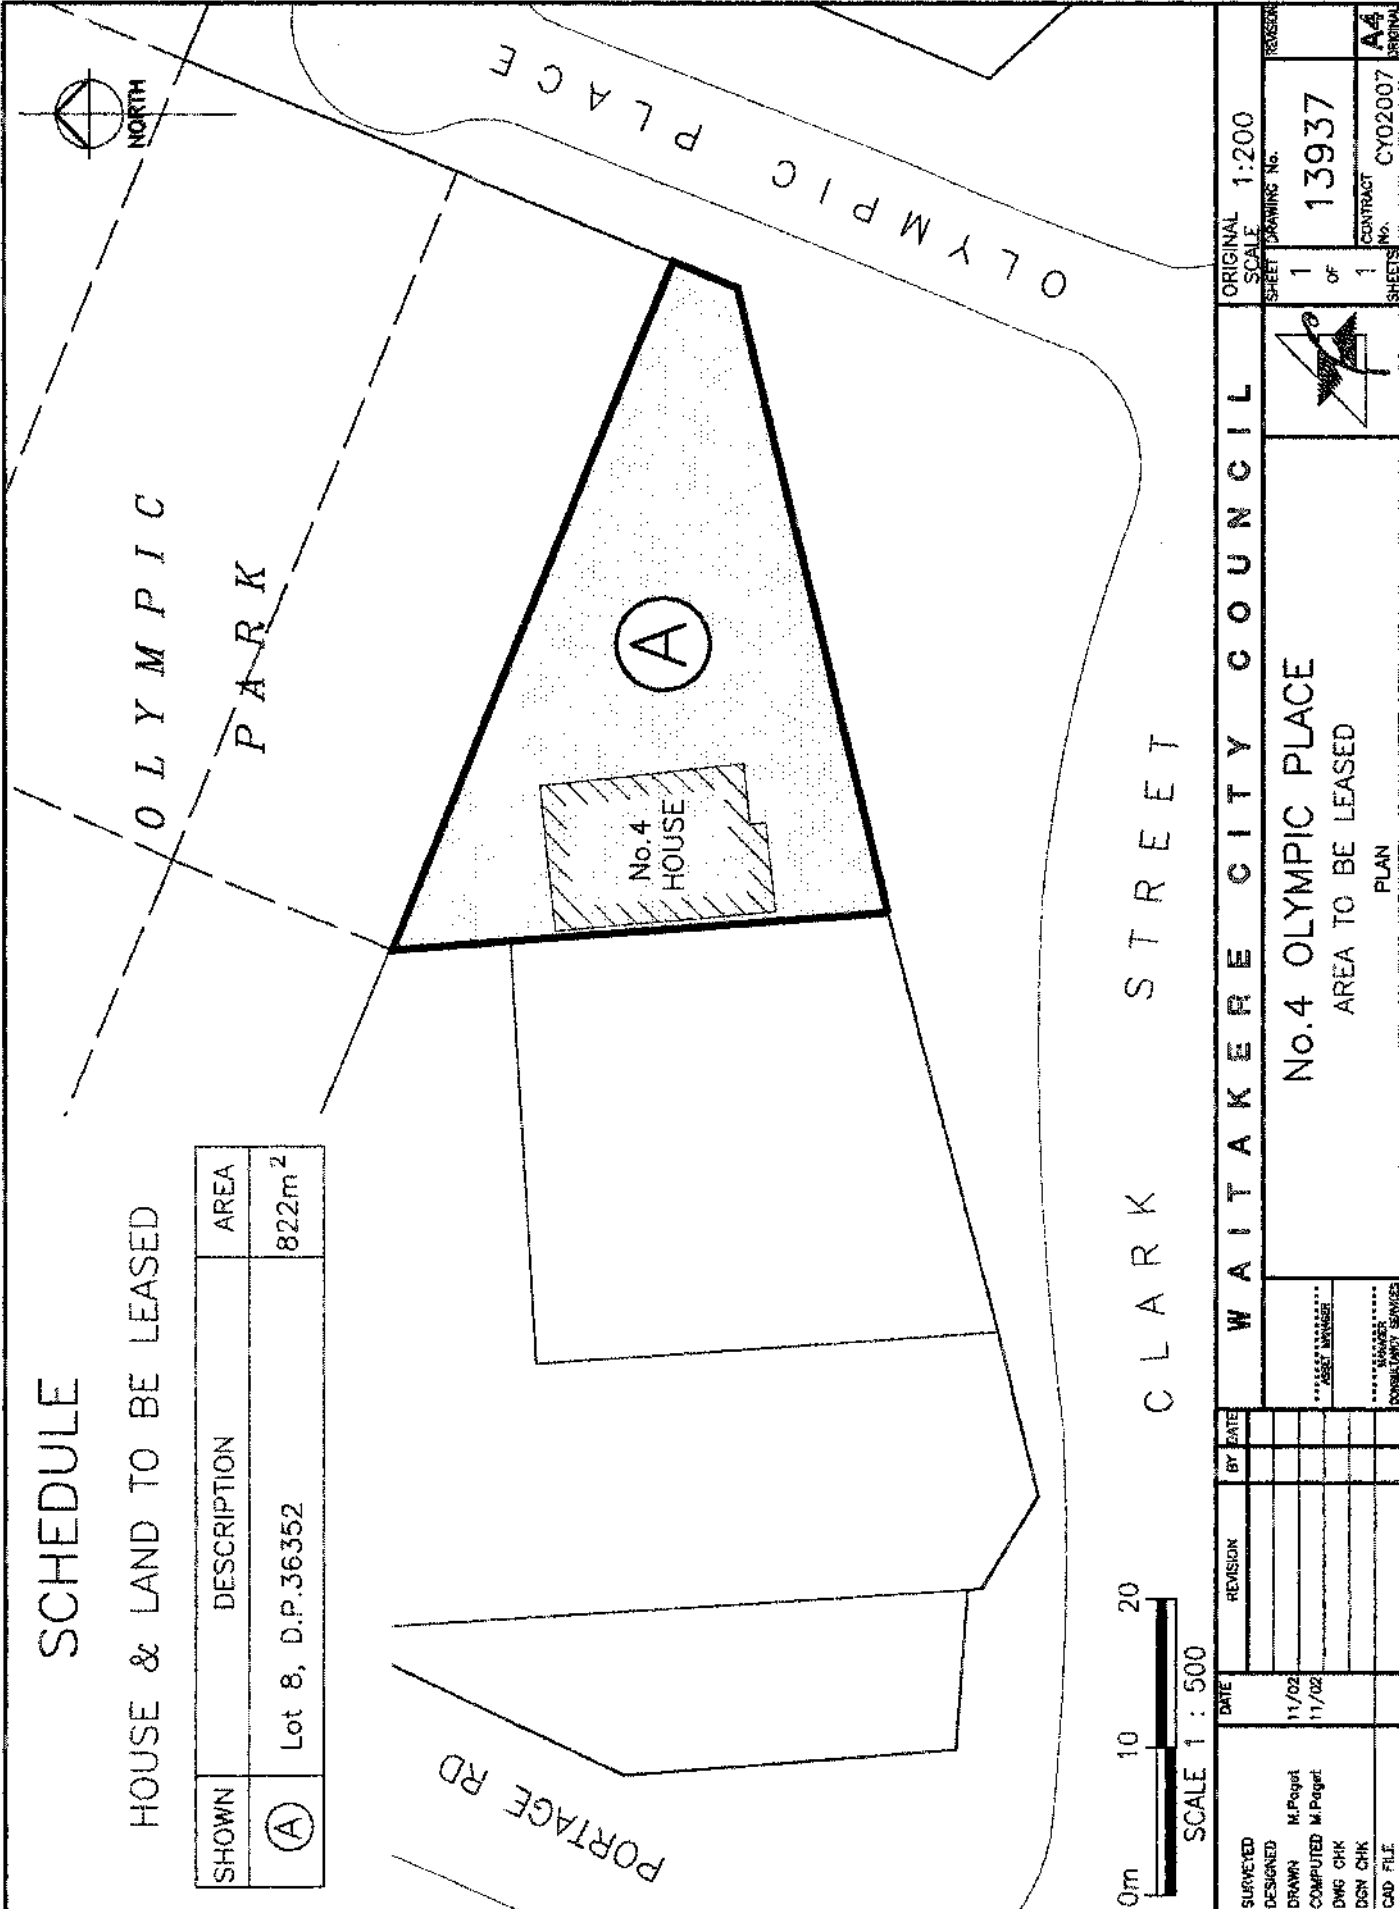 SCHEDULE
HOUSE & LAND TO BE LEASED
SHOWN DESCRIPTION AREA
A Lot 8, D.P.36352 822m²
NORTH
OLYMPIC
PARK
No.4
HOUSE
A
OLYMPIC PLACE
PORTAGE RD
CLARK STREET
0m 10 20
SCALE 1 : 500
WAITAKERE CITY COUNCIL
No.4 OLYMPIC PLACE
AREA TO BE LEASED
PLAN
ORIGINAL
SCALE 1:200
SHEET 1 OF 1 SHEETS
DRAWING No.
13937
REVISION
CONTRACT
No. CYO2007
A4
ORIGINAL
DATE REVISION BY DATE
SURVEYED
DESIGNED
DRAWN M.Paget 11/02
COMPUTED M.Paget 11/02
DWG CHK
DGN CHK
CAD FILE
ASSET MANAGER
MANAGER
CONSULTANCY SERVICES